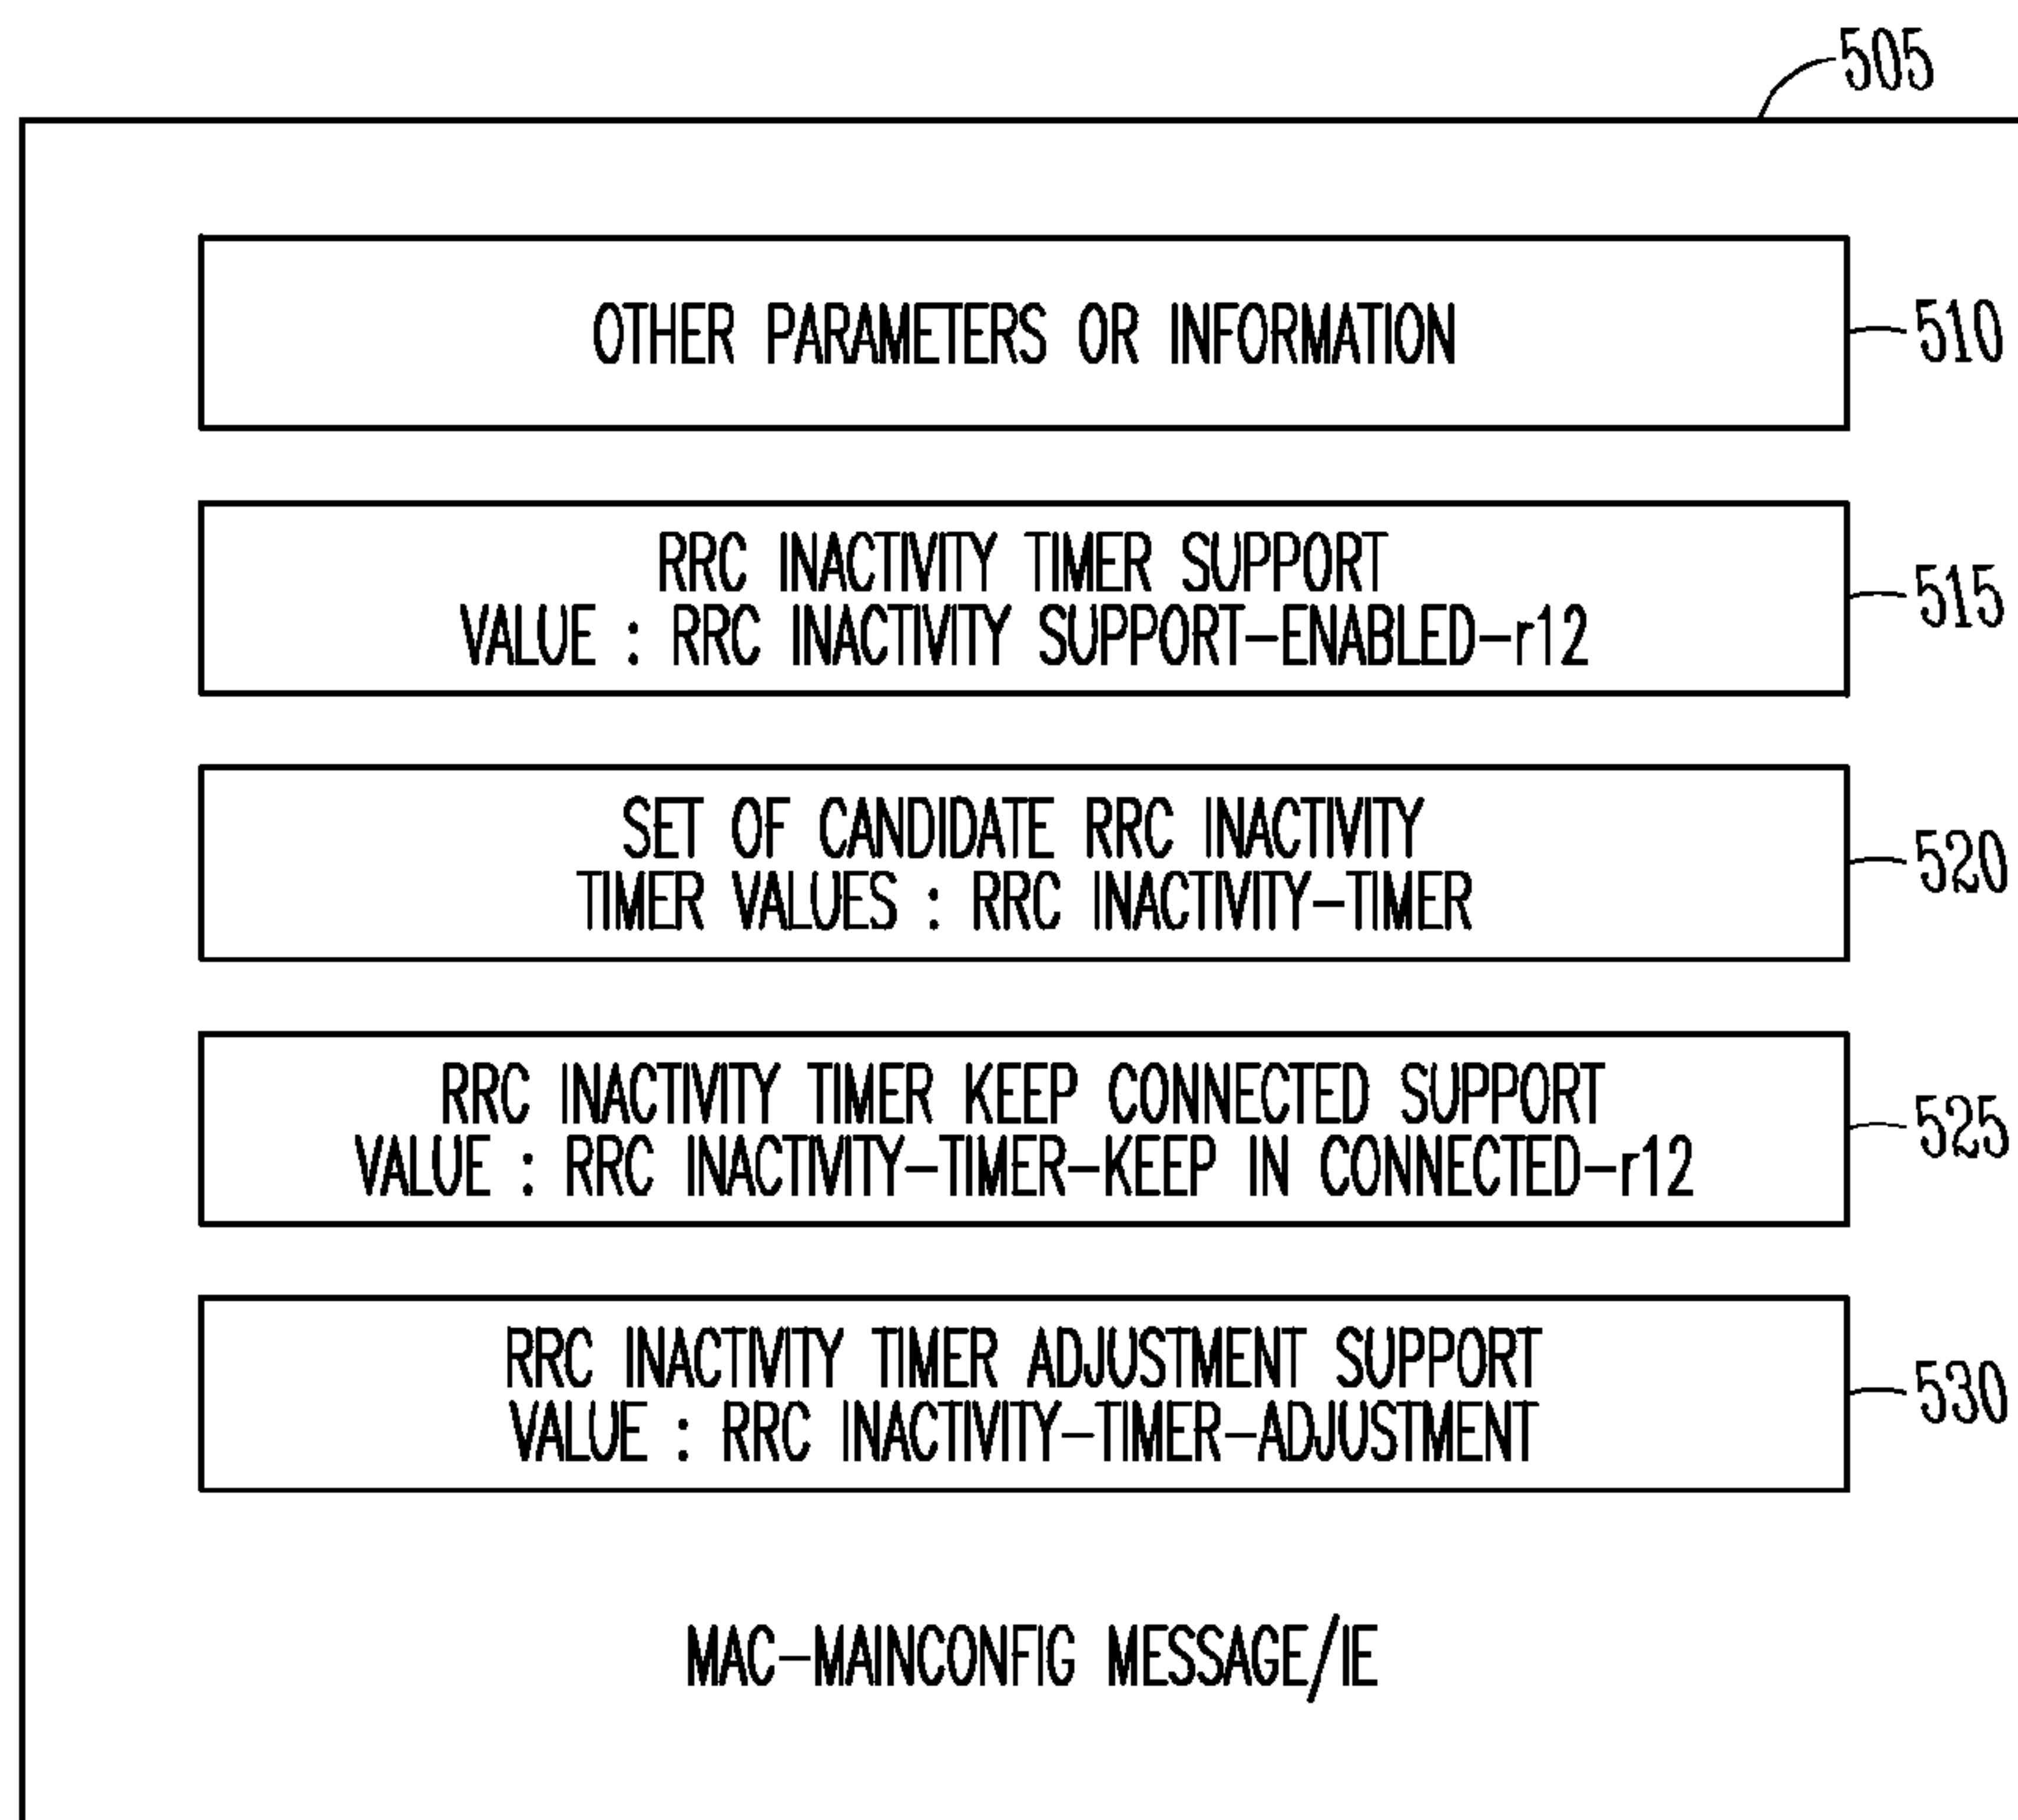 505
OTHER PARAMETERS OR INFORMATION
510
RRC INACTIVITY TIMER SUPPORT
VALUE : RRC INACTIVITY SUPPORT-ENABLED-r12
515
SET OF CANDIDATE RRC INACTIVITY
TIMER VALUES : RRC INACTIVITY-TIMER
520
RRC INACTIVITY TIMER KEEP CONNECTED SUPPORT
VALUE : RRC INACTIVITY-TIMER-KEEP IN CONNECTED-r12
525
RRC INACTIVITY TIMER ADJUSTMENT SUPPORT
VALUE : RRC INACTIVITY-TIMER-ADJUSTMENT
530
MAC-MAINCONFIG MESSAGE/IE